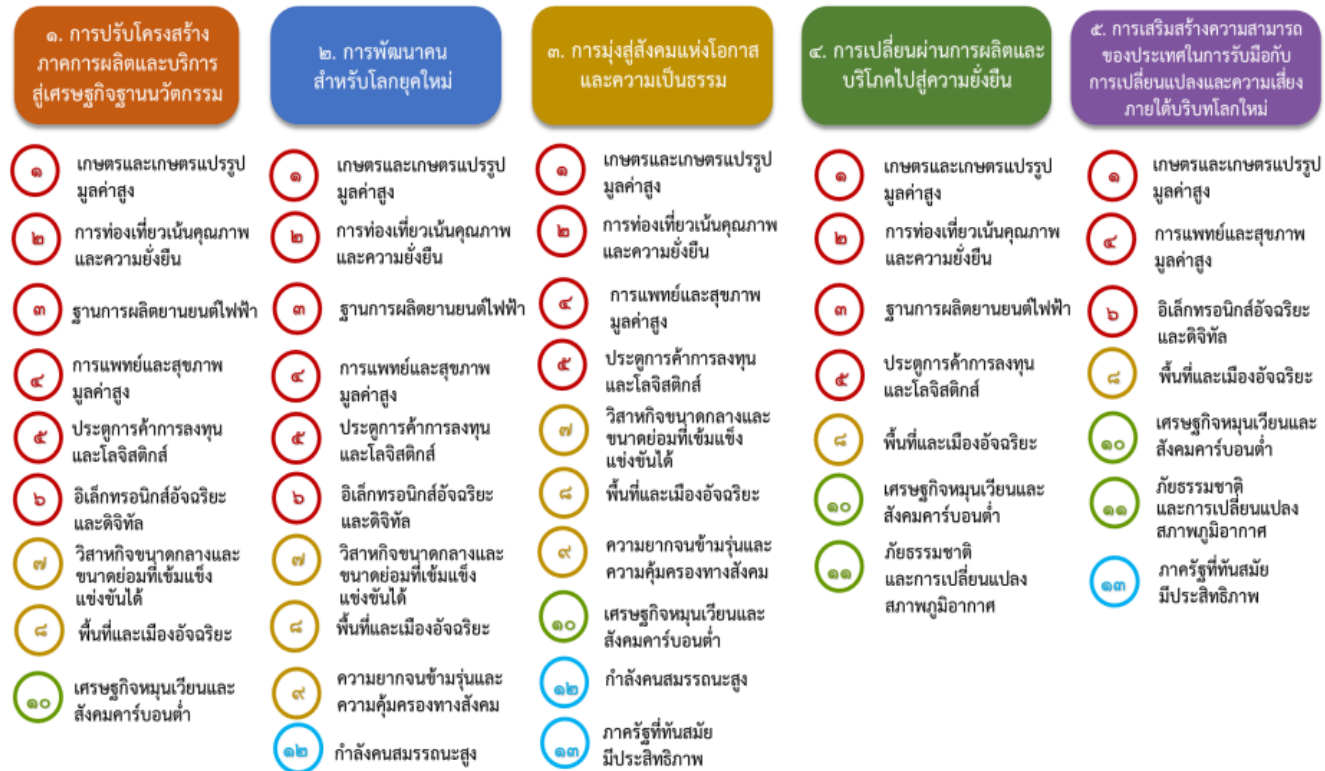 ๑. การปรับโครงสร้าง
ภาคการผลิตและบริการ
สู่เศรษฐกิจฐานนวัตกรรม
๑
เกษตรและเกษตรแปรรูป
มูลค่าสูง
๒
การท่องเที่ยวเน้นคุณภาพ
และความยั่งยืน
๓
ฐานการผลิตยานยนต์ไฟฟ้า
๔
การแพทย์และสุขภาพ
มูลค่าสูง
๕
ประตูการค้าการลงทุน
และโลจิสติกส์
๖
อิเล็กทรอนิกส์อัจฉริยะ
และดิจิทัล
๗
วิสาหกิจขนาดกลางและ
ขนาดย่อมที่เข้มแข็ง
แข่งขันได้
๘
พื้นที่และเมืองอัจฉริยะ
๑๐
เศรษฐกิจหมุนเวียนและ
สังคมคาร์บอนต่ำ
๒. การพัฒนาคน
สำหรับโลกยุคใหม่
๑
เกษตรและเกษตรแปรรูป
มูลค่าสูง
๒
การท่องเที่ยวเน้นคุณภาพ
และความยั่งยืน
๓
ฐานการผลิตยานยนต์ไฟฟ้า
๔
การแพทย์และสุขภาพ
มูลค่าสูง
๕
ประตูการค้าการลงทุน
และโลจิสติกส์
๖
อิเล็กทรอนิกส์อัจฉริยะ
และดิจิทัล
๗
วิสาหกิจขนาดกลางและ
ขนาดย่อมที่เข้มแข็ง
แข่งขันได้
๘
พื้นที่และเมืองอัจฉริยะ
๙
ความยากจนข้ามรุ่นและ
ความคุ้มครองทางสังคม
๑๒
กำลังคนสมรรถนะสูง
๓. การมุ่งสู่สังคมแห่งโอกาส
และความเป็นธรรม
๑
เกษตรและเกษตรแปรรูป
มูลค่าสูง
๒
การท่องเที่ยวเน้นคุณภาพ
และความยั่งยืน
๔
การแพทย์และสุขภาพ
มูลค่าสูง
๕
ประตูการค้าการลงทุน
และโลจิสติกส์
๗
วิสาหกิจขนาดกลางและ
ขนาดย่อมที่เข้มแข็ง
แข่งขันได้
๘
พื้นที่และเมืองอัจฉริยะ
๙
ความยากจนข้ามรุ่นและ
ความคุ้มครองทางสังคม
๑๐
เศรษฐกิจหมุนเวียนและ
สังคมคาร์บอนต่ำ
๑๒
กำลังคนสมรรถนะสูง
๑๓
ภาครัฐที่ทันสมัย
มีประสิทธิภาพ
๔. การเปลี่ยนผ่านการผลิตและ
บริโภคไปสู่ความยั่งยืน
๑
เกษตรและเกษตรแปรรูป
มูลค่าสูง
๒
การท่องเที่ยวเน้นคุณภาพ
และความยั่งยืน
๓
ฐานการผลิตยานยนต์ไฟฟ้า
๕
ประตูการค้าการลงทุน
และโลจิสติกส์
๘
พื้นที่และเมืองอัจฉริยะ
๑๐
เศรษฐกิจหมุนเวียนและ
สังคมคาร์บอนต่ำ
๑๑
ภัยธรรมชาติ
และการเปลี่ยนแปลง
สภาพภูมิอากาศ
๕. การเสริมสร้างความสามารถ
ของประเทศในการรับมือกับ
การเปลี่ยนแปลงและความเสี่ยง
ภายใต้บริบทโลกใหม่
๑
เกษตรและเกษตรแปรรูป
มูลค่าสูง
๔
การแพทย์และสุขภาพ
มูลค่าสูง
๖
อิเล็กทรอนิกส์อัจฉริยะ
และดิจิทัล
๘
พื้นที่และเมืองอัจฉริยะ
๑๐
เศรษฐกิจหมุนเวียนและ
สังคมคาร์บอนต่ำ
๑๑
ภัยธรรมชาติ
และการเปลี่ยนแปลง
สภาพภูมิอากาศ
๑๓
ภาครัฐที่ทันสมัย
มีประสิทธิภาพ